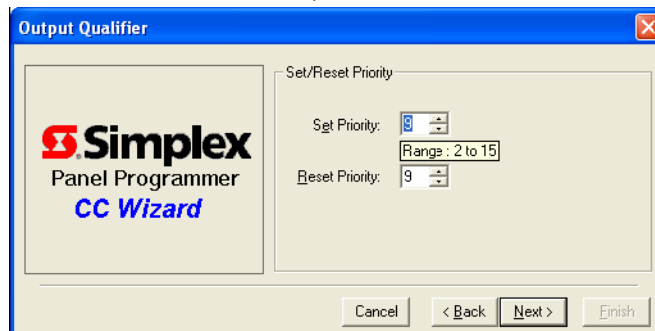 Output Qualifier
Simplex
Panel Programmer
CC Wizard
Set/Reset Priority
Set Priority: 9
Range : 2 to 15
Reset Priority: 9
Cancel < Back Next > Finish